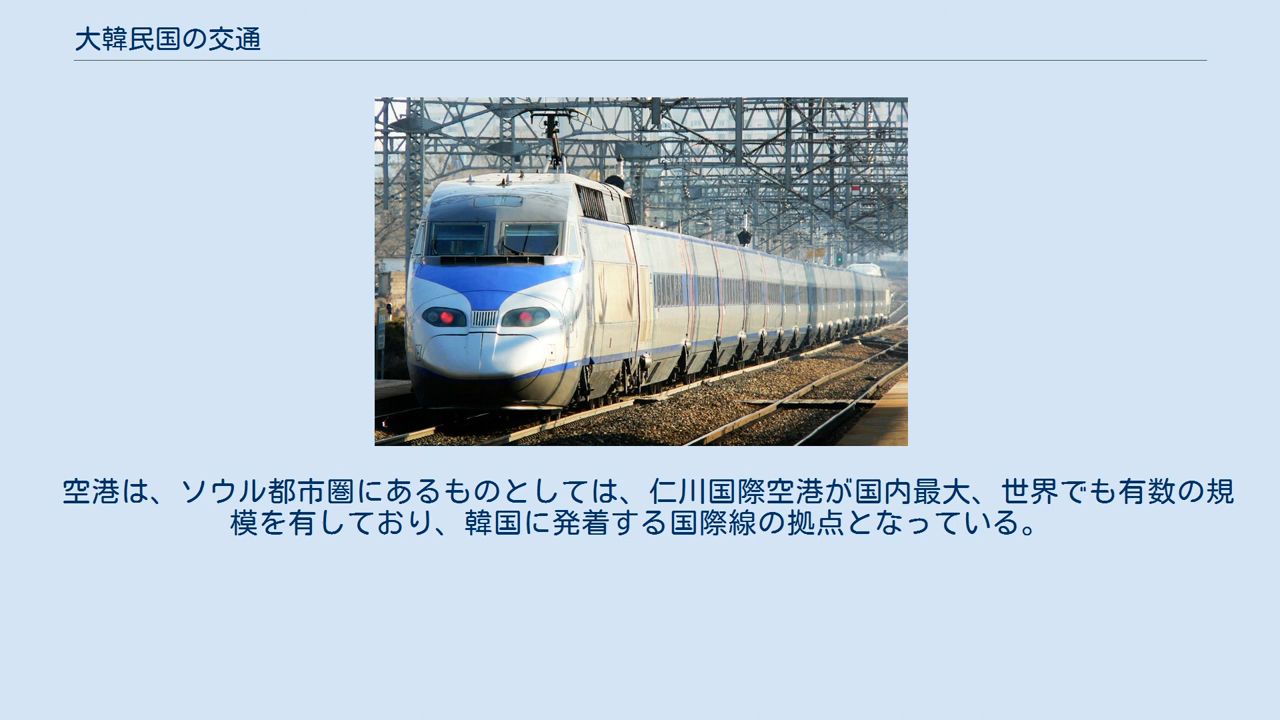 大韓民国の交通
空港は、ソウル都市圏にあるものとしては、仁川国際空港が国内最大、世界でも有数の規
模を有しており、韓国に発着する国際線の拠点となっている。